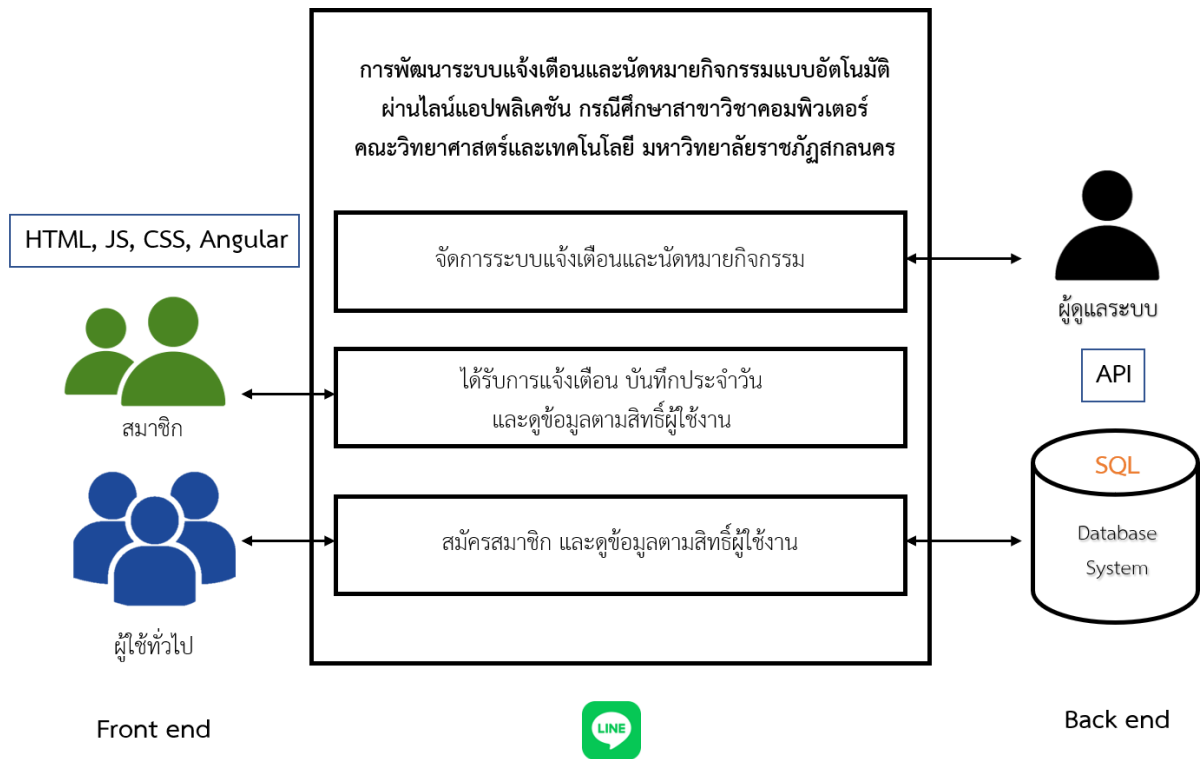 การพัฒนาระบบแจ้งเตือนและนัดหมายกิจกรรมแบบอัตโนมัติ
ผ่านไลน์แอปพลิเคชัน กรณีศึกษาสาขาวิชาคอมพิวเตอร์
คณะวิทยาศาสตร์และเทคโนโลยี มหาวิทยาลัยราชภัฏสกลนคร
HTML, JS, CSS, Angular
จัดการระบบแจ้งเตือนและนัดหมายกิจกรรม
ผู้ดูแลระบบ
สมาชิก
ได้รับการแจ้งเตือน บันทึกประจำวัน
และดูข้อมูลตามสิทธิ์ผู้ใช้งาน
API
SQL
Database
System
สมัครสมาชิก และดูข้อมูลตามสิทธิ์ผู้ใช้งาน
ผู้ใช้ทั่วไป
Front end
LINE
Back end